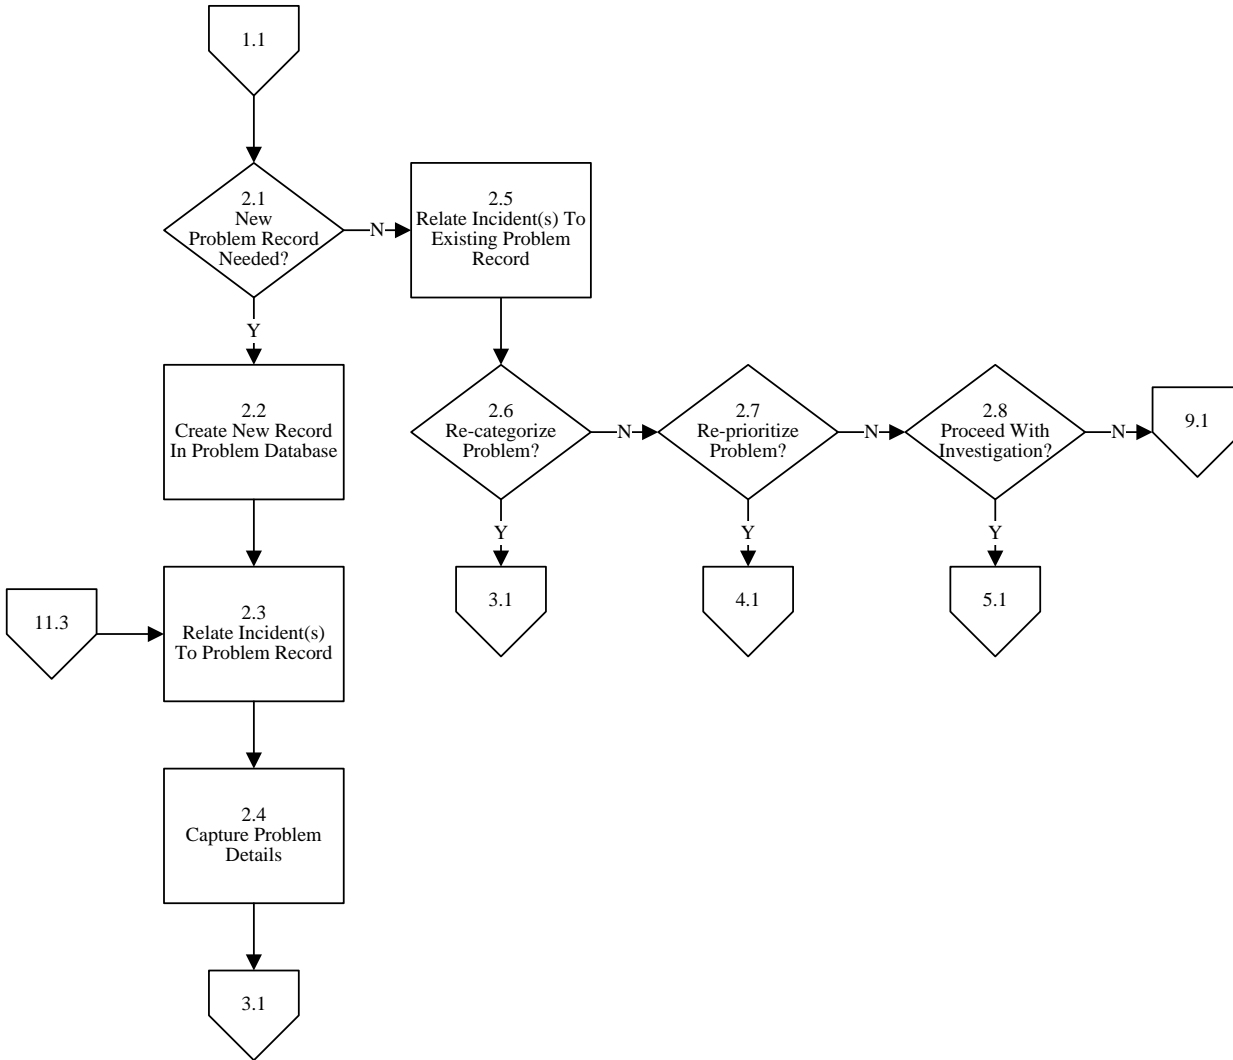 1.1
2.1
New
Problem Record
Needed?
N
2.5
Relate Incident(s) To
Existing Problem
Record
Y
2.2
Create New Record
In Problem Database
2.6
Re-categorize
Problem?
N
2.7
Re-prioritize
Problem?
N
2.8
Proceed With
Investigation?
N
9.1
Y
Y
Y
3.1
4.1
5.1
11.3
2.3
Relate Incident(s)
To Problem Record
2.4
Capture Problem
Details
3.1